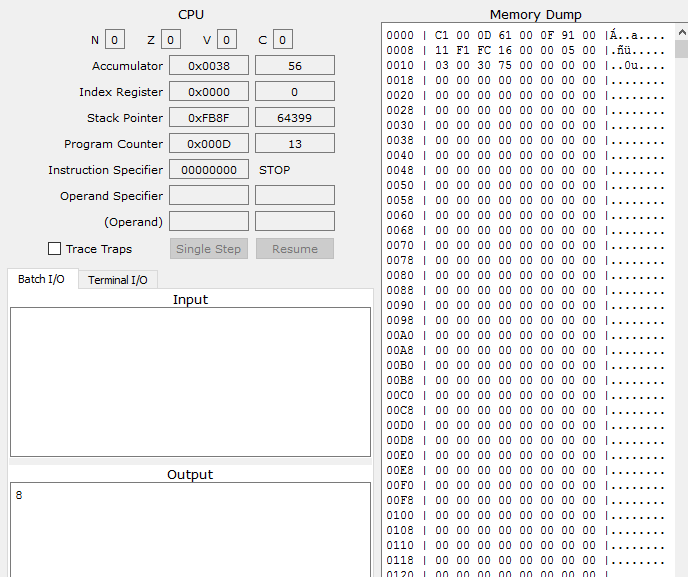 CPU
N 0 Z 0 V 0 C 0
Accumulator 0x0038 56
Index Register 0x0000 0
Stack Pointer 0xFB8F 64399
Program Counter 0x000D 13
Instruction Specifier 00000000 STOP
Operand Specifier
(Operand)
Trace Traps Single Step Resume
Batch I/O Terminal I/O
Input
Output
8
Memory Dump
0000 | C1 00 0D 61 00 0F 91 00 |Á..a....
0008 | 11 F1 FC 16 00 00 05 00 |.ñü.....
0010 | 03 00 30 75 00 00 00 00 |..0u....
0018 | 00 00 00 00 00 00 00 00 |........
0020 | 00 00 00 00 00 00 00 00 |........
0028 | 00 00 00 00 00 00 00 00 |........
0030 | 00 00 00 00 00 00 00 00 |........
0038 | 00 00 00 00 00 00 00 00 |........
0040 | 00 00 00 00 00 00 00 00 |........
0048 | 00 00 00 00 00 00 00 00 |........
0050 | 00 00 00 00 00 00 00 00 |........
0058 | 00 00 00 00 00 00 00 00 |........
0060 | 00 00 00 00 00 00 00 00 |........
0068 | 00 00 00 00 00 00 00 00 |........
0070 | 00 00 00 00 00 00 00 00 |........
0078 | 00 00 00 00 00 00 00 00 |........
0080 | 00 00 00 00 00 00 00 00 |........
0088 | 00 00 00 00 00 00 00 00 |........
0090 | 00 00 00 00 00 00 00 00 |........
0098 | 00 00 00 00 00 00 00 00 |........
00A0 | 00 00 00 00 00 00 00 00 |........
00A8 | 00 00 00 00 00 00 00 00 |........
00B0 | 00 00 00 00 00 00 00 00 |........
00B8 | 00 00 00 00 00 00 00 00 |........
00C0 | 00 00 00 00 00 00 00 00 |........
00C8 | 00 00 00 00 00 00 00 00 |........
00D0 | 00 00 00 00 00 00 00 00 |........
00D8 | 00 00 00 00 00 00 00 00 |........
00E0 | 00 00 00 00 00 00 00 00 |........
00E8 | 00 00 00 00 00 00 00 00 |........
00F0 | 00 00 00 00 00 00 00 00 |........
00F8 | 00 00 00 00 00 00 00 00 |........
0100 | 00 00 00 00 00 00 00 00 |........
0108 | 00 00 00 00 00 00 00 00 |........
0110 | 00 00 00 00 00 00 00 00 |........
0118 | 00 00 00 00 00 00 00 00 |........
0120 | 00 00 00 00 00 00 00 00 |